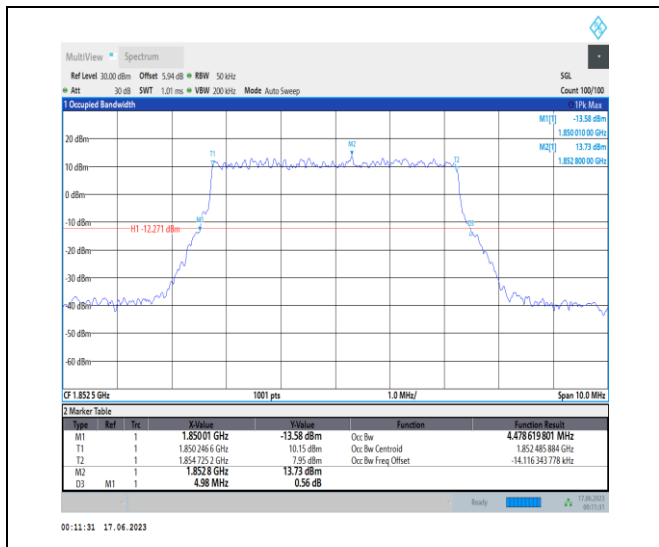 MultiView Spectrum
Ref Level 30.00 dBm Offset 5.94 dB RBW 50 kHz SGL
Att 30 dB SWT 1.01 ms VBW 200 kHz Mode Auto Sweep Count 100/100
1 Occupied Bandwidth 1Pk Max
M1[1] -13.58 dBm
1.850 010 00 GHz
M2[1] 13.73 dBm
1.852 800 00 GHz
20 dBm
M2
T1 T2
10 dBm
0 dBm
-10 dBm
M1
D3
H1 -12.271 dBm
-20 dBm
-30 dBm
-40 dBm
-50 dBm
-60 dBm
CF 1.852 5 GHz 1001 pts 1.0 MHz/ Span 10.0 MHz
2 Marker Table
Type Ref Trc X-Value Y-Value Function Function Result
M1 1 1.85001 GHz -13.58 dBm Occ Bw 4.478 619 801 MHz
T1 1 1.850 246 6 GHz 10.15 dBm Occ Bw Centroid 1.852 485 884 GHz
T2 1 1.854 725 2 GHz 7.95 dBm Occ Bw Freq Offset -14.116 343 778 kHz
M2 1 1.852 8 GHz 13.73 dBm
D3 M1 1 4.98 MHz 0.56 dB
Ready 17.06.2023
00:11:31
00:11:31 17.06.2023